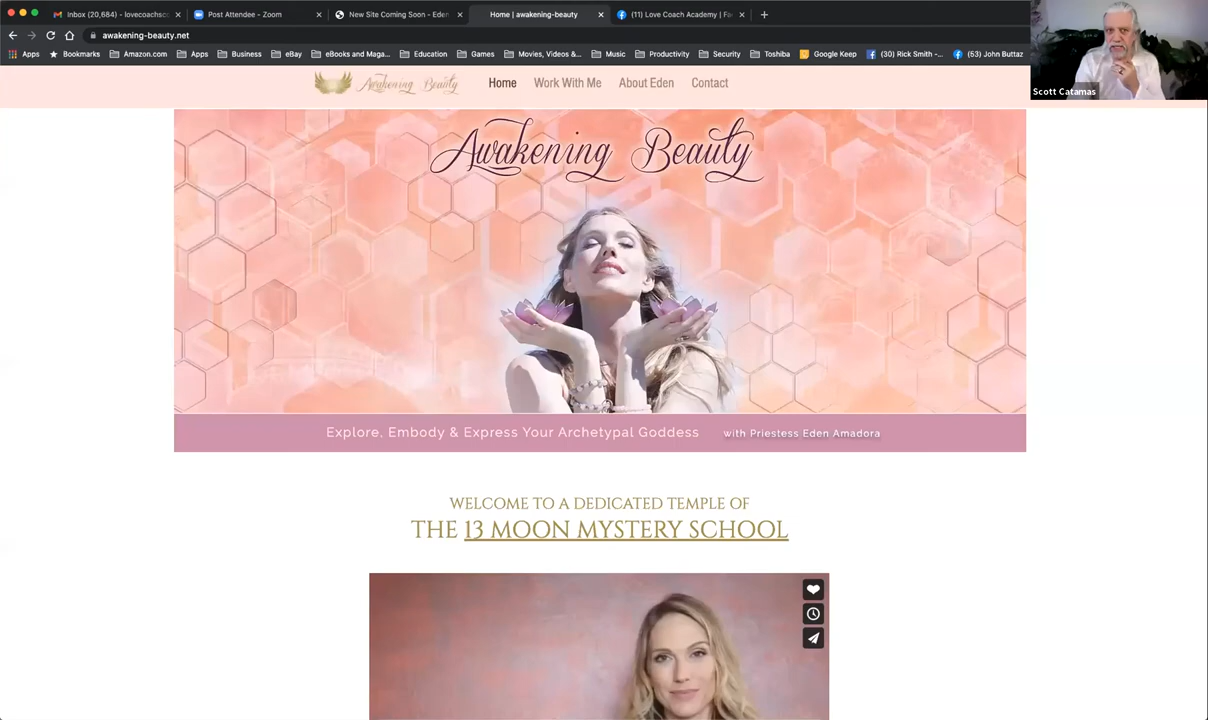 Inbox (20,684) - lovecoachsco
Post Attendee - Zoom
New Site Coming Soon - Eden
Home | awakening-beauty
(11) Love Coach Academy | Fa
awakening-beauty.net
Apps
Bookmarks
Amazon.com
Apps
Business
eBay
eBooks and Maga...
Education
Games
Movies, Videos &...
Music
Productivity
Security
Toshiba
Google Keep
(30) Rick Smith -...
(53) John Buttaz
Scott Catamas
Awakening Beauty
Home
Work With Me
About Eden
Contact
Awakening Beauty
Explore, Embody & Express Your Archetypal Goddess with Priestess Eden Amadora
WELCOME TO A DEDICATED TEMPLE OF
THE 13 MOON MYSTERY SCHOOL